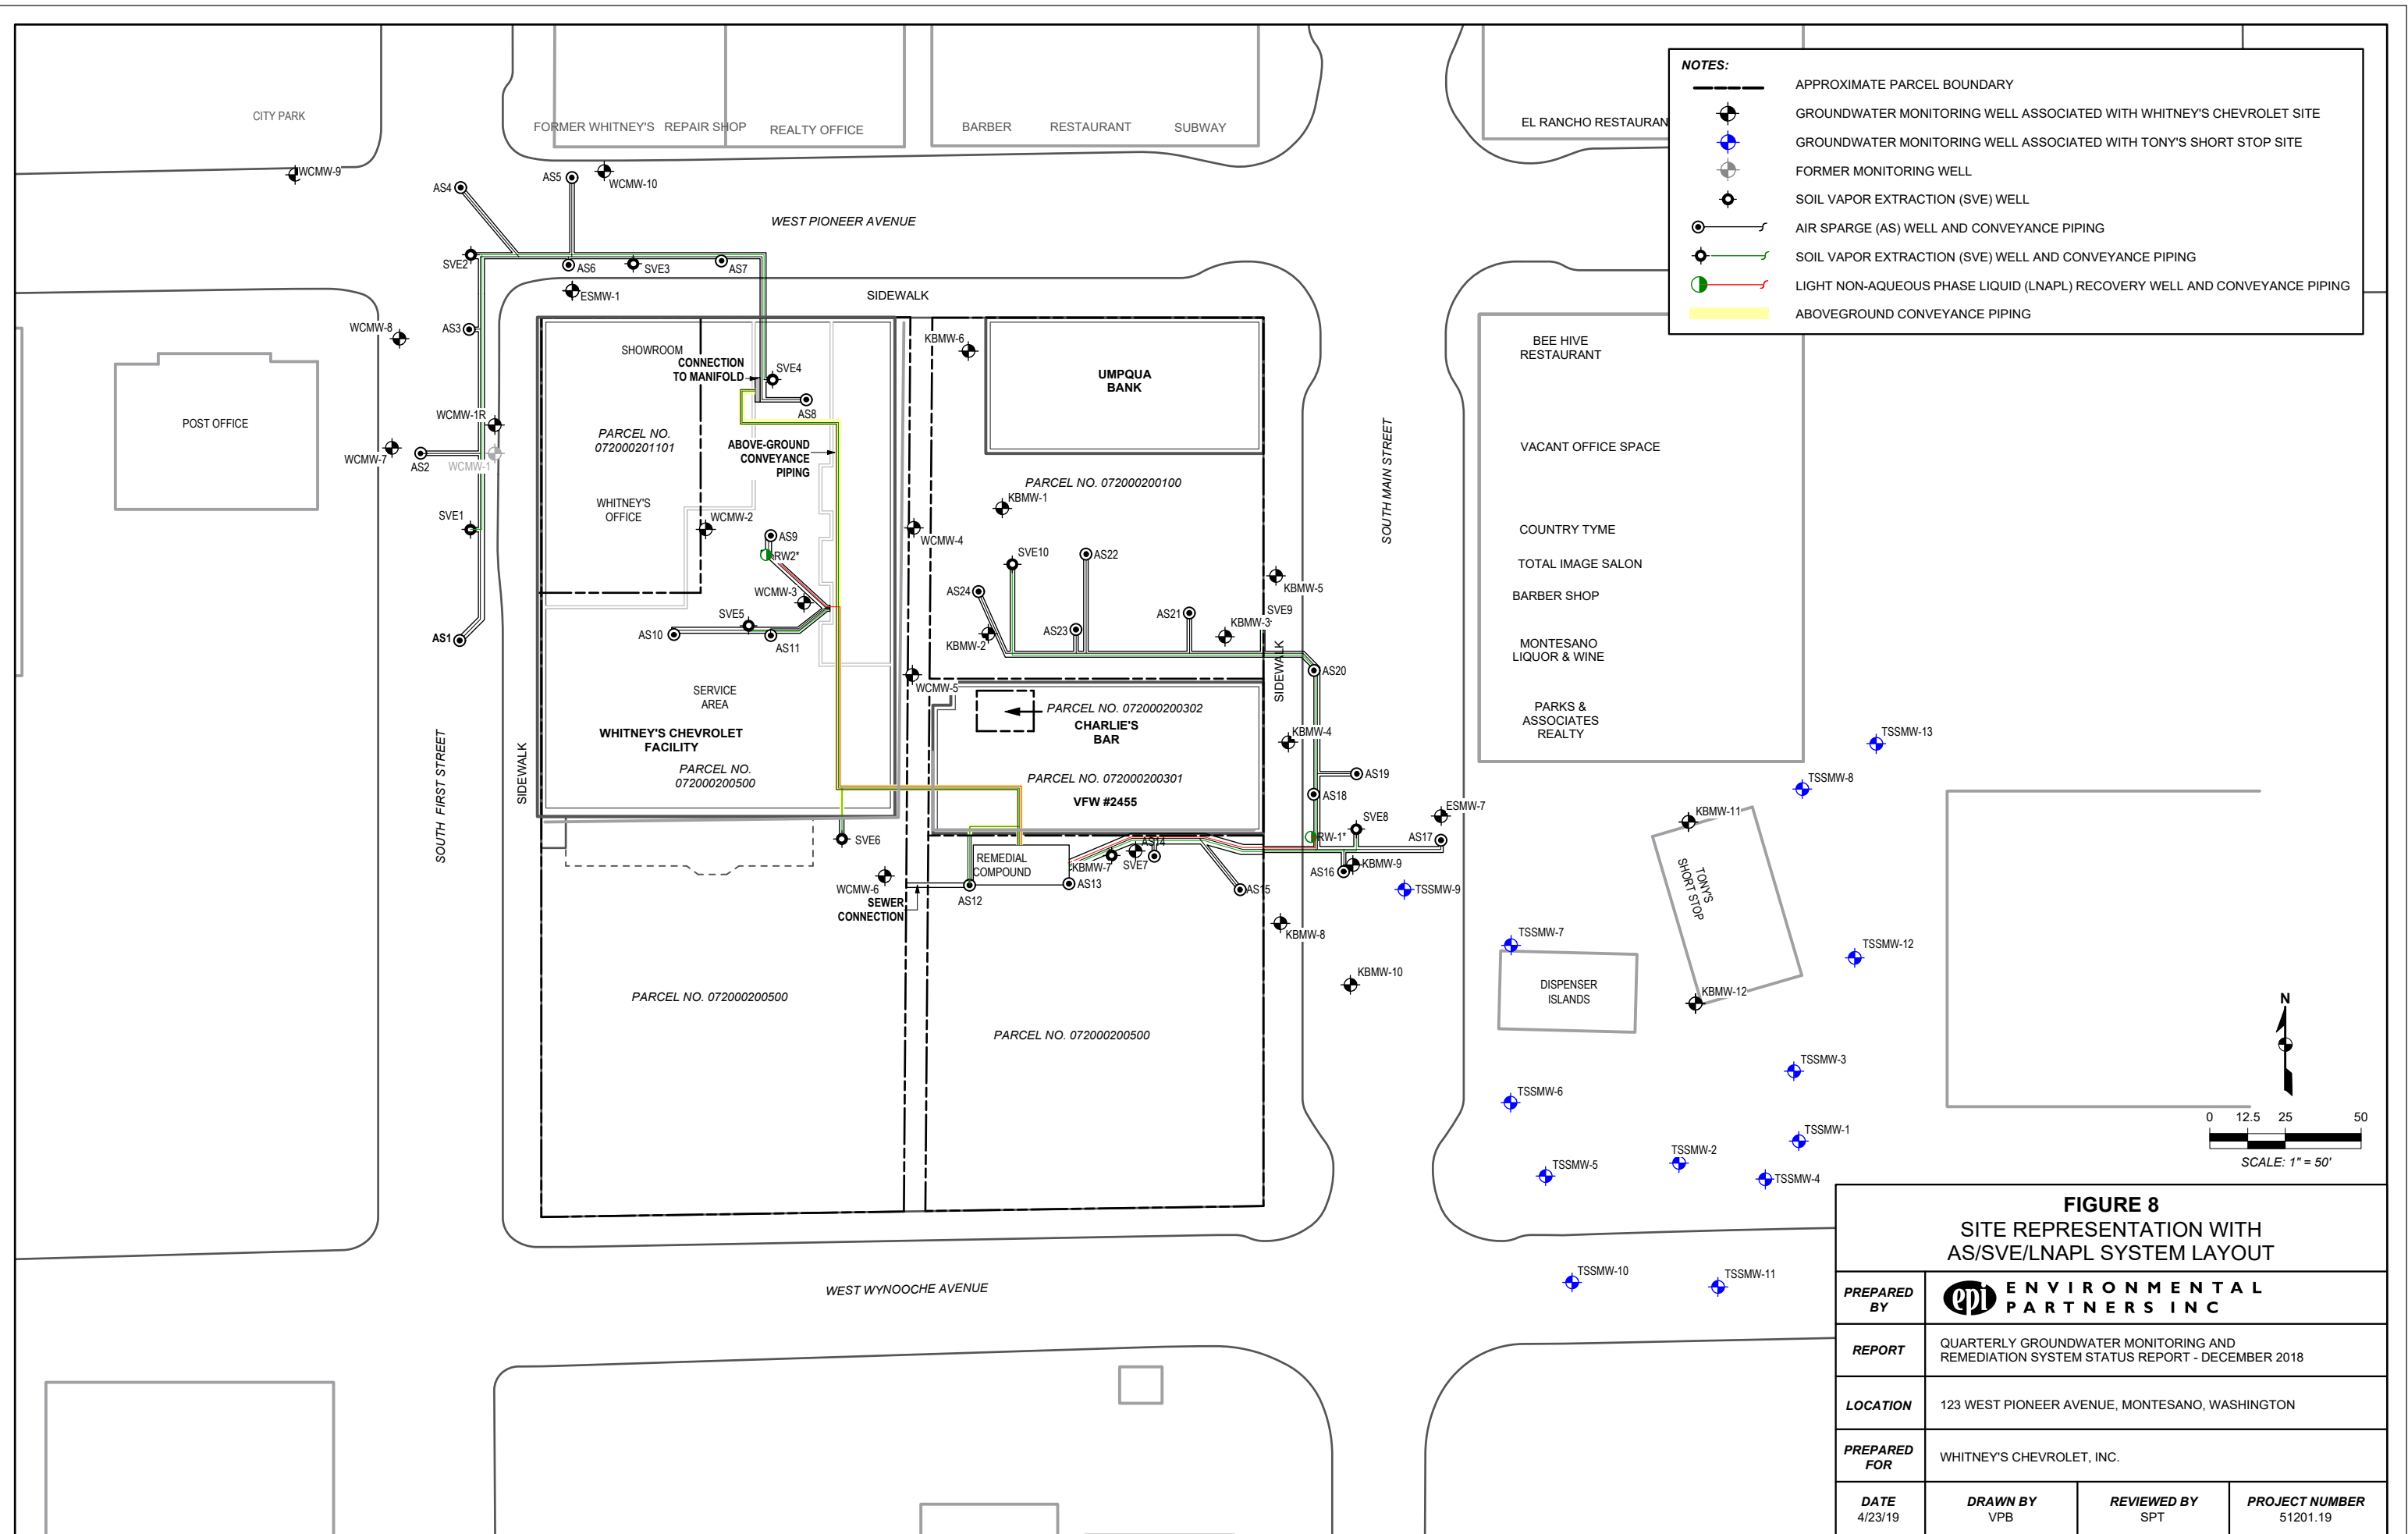 CITY PARK
FORMER WHITNEY'S REPAIR SHOP
REALTY OFFICE
BARBER
RESTAURANT
SUBWAY
EL RANCHO RESTAURAN
NOTES:
APPROXIMATE PARCEL BOUNDARY
GROUNDWATER MONITORING WELL ASSOCIATED WITH WHITNEY'S CHEVROLET SITE
GROUNDWATER MONITORING WELL ASSOCIATED WITH TONY'S SHORT STOP SITE
FORMER MONITORING WELL
SOIL VAPOR EXTRACTION (SVE) WELL
AIR SPARGE (AS) WELL AND CONVEYANCE PIPING
SOIL VAPOR EXTRACTION (SVE) WELL AND CONVEYANCE PIPING
LIGHT NON-AQUEOUS PHASE LIQUID (LNAPL) RECOVERY WELL AND CONVEYANCE PIPING
ABOVEGROUND CONVEYANCE PIPING
WCMW-9
AS4
AS5
WCMW-10
WEST PIONEER AVENUE
SVE2
AS6
SVE3
AS7
ESMW-1
SIDEWALK
WCMW-8
AS3
SHOWROOM
CONNECTION
TO MANIFOLD
SVE4
AS8
KBMW-6
UMPQUA
BANK
BEE HIVE
RESTAURANT
POST OFFICE
WCMW-1R
WCMW-7
AS2
WCMW-1
PARCEL NO.
072000201101
ABOVE-GROUND
CONVEYANCE
PIPING
PARCEL NO. 072000200100
SOUTH MAIN STREET
VACANT OFFICE SPACE
SVE1
WHITNEY'S
OFFICE
WCMW-2
AS9
RW2*
WCMW-4
KBMW-1
COUNTRY TYME
SVE10
AS22
TOTAL IMAGE SALON
WCMW-3
AS24
KBMW-5
BARBER SHOP
AS1
SVE5
AS10
AS11
KBMW-2
AS23
AS21
SVE9
KBMW-3
SIDEWALK
AS20
MONTESANO
LIQUOR & WINE
WCMW-5
SERVICE
AREA
PARCEL NO. 072000200302
CHARLIE'S
BAR
PARKS &
ASSOCIATES
REALTY
WHITNEY'S CHEVROLET
FACILITY
PARCEL NO.
072000200500
SOUTH FIRST STREET
SIDEWALK
KBMW-4
TSSMW-13
PARCEL NO. 072000200301
VFW #2455
AS19
AS18
TSSMW-8
ESMW-7
SVE8
RW-1*
AS17
KBMW-11
SVE6
REMEDIAL
COMPOUND
KBMW-7
SVE7
AS14
AS16
KBMW-9
WCMW-6
SEWER
CONNECTION
AS12
AS13
AS15
TSSMW-9
TONY'S
SHORT STOP
KBMW-8
TSSMW-7
TSSMW-12
KBMW-10
DISPENSER
ISLANDS
KBMW-12
PARCEL NO. 072000200500
PARCEL NO. 072000200500
N
TSSMW-3
TSSMW-6
0 12.5 25 50
SCALE: 1" = 50'
TSSMW-1
TSSMW-2
TSSMW-5
TSSMW-4
WEST WYNOOCHE AVENUE
TSSMW-10
TSSMW-11
FIGURE 8
SITE REPRESENTATION WITH
AS/SVE/LNAPL SYSTEM LAYOUT
PREPARED
BY
epi ENVIRONMENTAL
PARTNERS INC
REPORT
QUARTERLY GROUNDWATER MONITORING AND
REMEDIATION SYSTEM STATUS REPORT - DECEMBER 2018
LOCATION
123 WEST PIONEER AVENUE, MONTESANO, WASHINGTON
PREPARED
FOR
WHITNEY'S CHEVROLET, INC.
DATE
4/23/19
DRAWN BY
VPB
REVIEWED BY
SPT
PROJECT NUMBER
51201.19